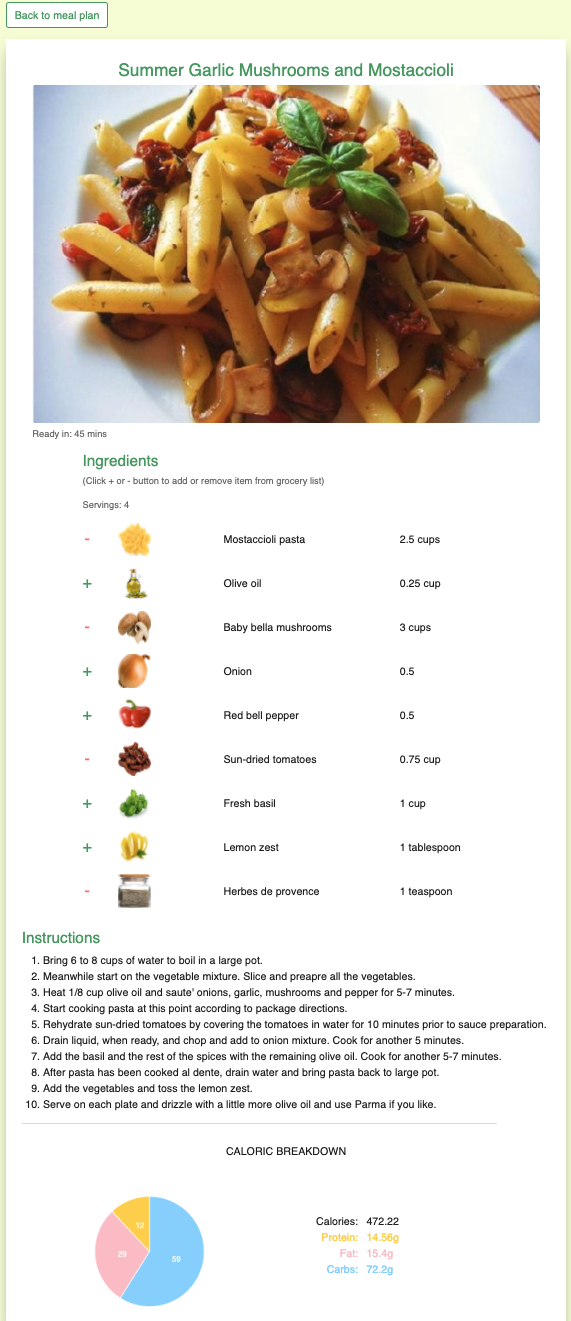 Back to meal plan
Summer Garlic Mushrooms and Mostaccioli
Ready in: 45 mins
Ingredients
(Click + or - button to add or remove item from grocery list)
Servings: 4
- Mostaccioli pasta 2.5 cups
+ Olive oil 0.25 cup
- Baby bella mushrooms 3 cups
+ Onion 0.5
+ Red bell pepper 0.5
- Sun-dried tomatoes 0.75 cup
+ Fresh basil 1 cup
+ Lemon zest 1 tablespoon
- Herbes de provence 1 teaspoon
Instructions
1. Bring 6 to 8 cups of water to boil in a large pot.
2. Meanwhile start on the vegetable mixture. Slice and preapre all the vegetables.
3. Heat 1/8 cup olive oil and saute' onions, garlic, mushrooms and pepper for 5-7 minutes.
4. Start cooking pasta at this point according to package directions.
5. Rehydrate sun-dried tomatoes by covering the tomatoes in water for 10 minutes prior to sauce preparation.
6. Drain liquid, when ready, and chop and add to onion mixture. Cook for another 5 minutes.
7. Add the basil and the rest of the spices with the remaining olive oil. Cook for another 5-7 minutes.
8. After pasta has been cooked al dente, drain water and bring pasta back to large pot.
9. Add the vegetables and toss the lemon zest.
10. Serve on each plate and drizzle with a little more olive oil and use Parma if you like.
CALORIC BREAKDOWN
12
29
59
Calories: 472.22
Protein: 14.56g
Fat: 15.4g
Carbs: 72.2g